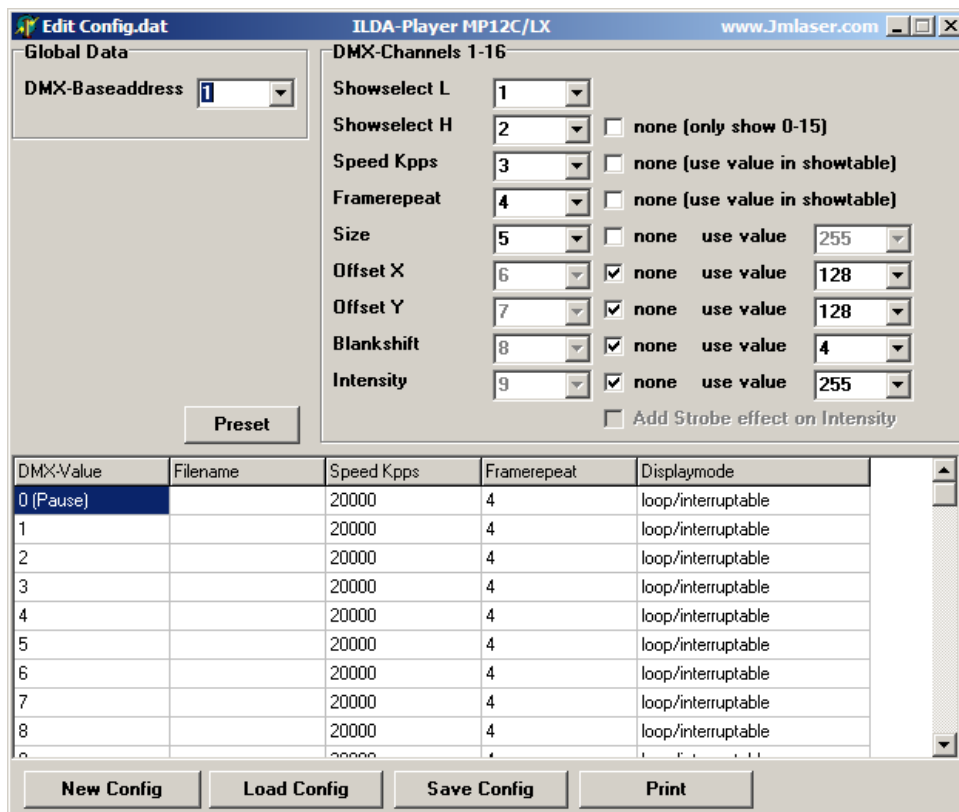 Edit Config.dat ILDA-Player MP12C/LX www.Jmlaser.com
Global Data
DMX-Baseaddress 1
Preset
DMX-Channels 1-16
Showselect L 1
Showselect H 2 none (only show 0-15)
Speed Kpps 3 none (use value in showtable)
Framerepeat 4 none (use value in showtable)
Size 5 none use value 255
Offset X 6 none use value 128
Offset Y 7 none use value 128
Blankshift 8 none use value 4
Intensity 9 none use value 255
Add Strobe effect on Intensity
DMX-Value Filename Speed Kpps Framerepeat Displaymode
0 (Pause) 20000 4 loop/interruptable
1 20000 4 loop/interruptable
2 20000 4 loop/interruptable
3 20000 4 loop/interruptable
4 20000 4 loop/interruptable
5 20000 4 loop/interruptable
6 20000 4 loop/interruptable
7 20000 4 loop/interruptable
8 20000 4 loop/interruptable
New Config Load Config Save Config Print